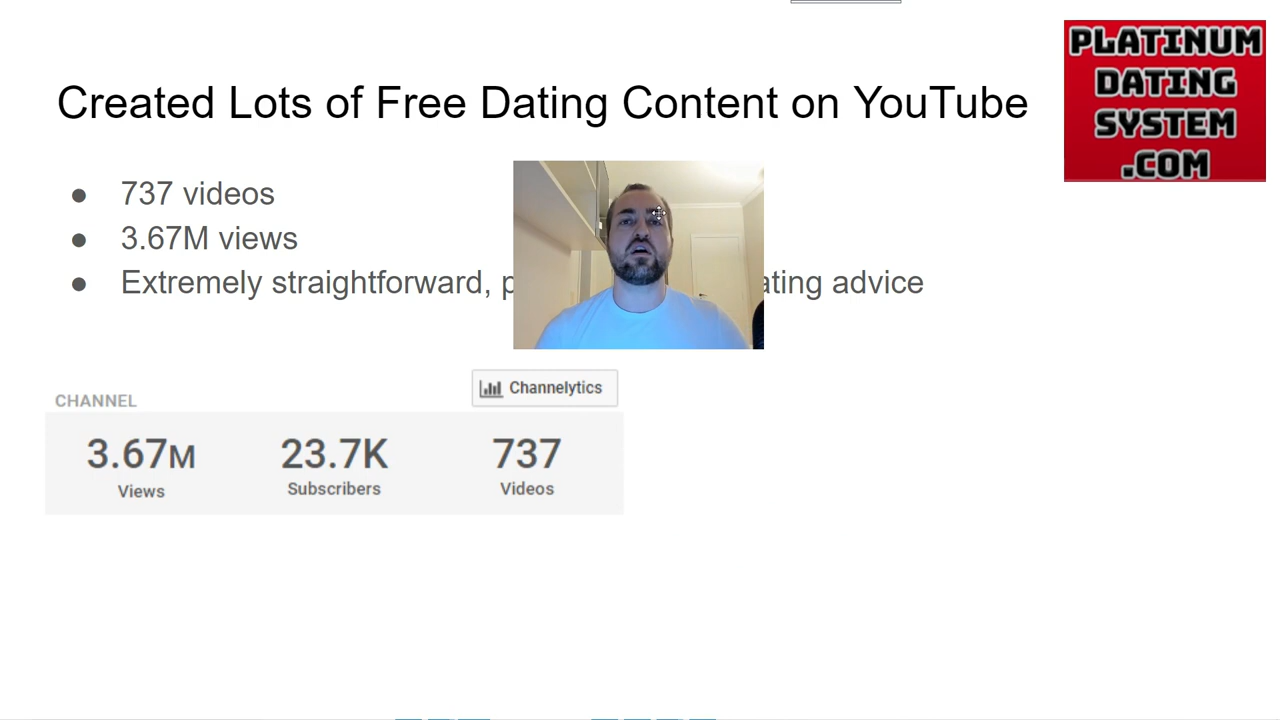 Created Lots of Free Dating Content on YouTube
PLATINUM
DATING
SYSTEM
.COM
● 737 videos
● 3.67M views
● Extremely straightforward, p ating advice
CHANNEL
Channelytics
3.67M
Views
23.7K
Subscribers
737
Videos